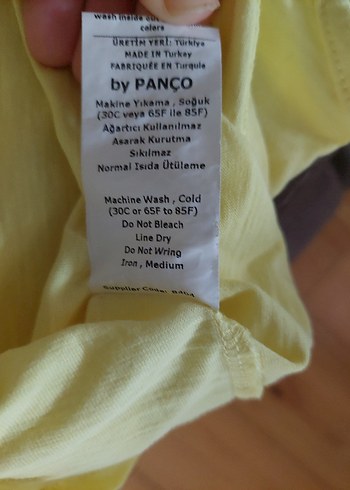 wash inside
colors
ÜRETİM YERİ: Türkiye
MADE IN Turkey
FABRIQUÉE EN Turquie
by PANÇO
Makine Yıkama , Soğuk
(30C veya 65F ile 85F)
Ağartıcı Kullanılmaz
Asarak Kurutma
Sıkılmaz
Normal Isıda Ütüleme
Machine Wash , Cold
(30C or 65F to 85F)
Do Not Bleach
Line Dry
Do Not Wring
Iron , Medium
Supplier Code: